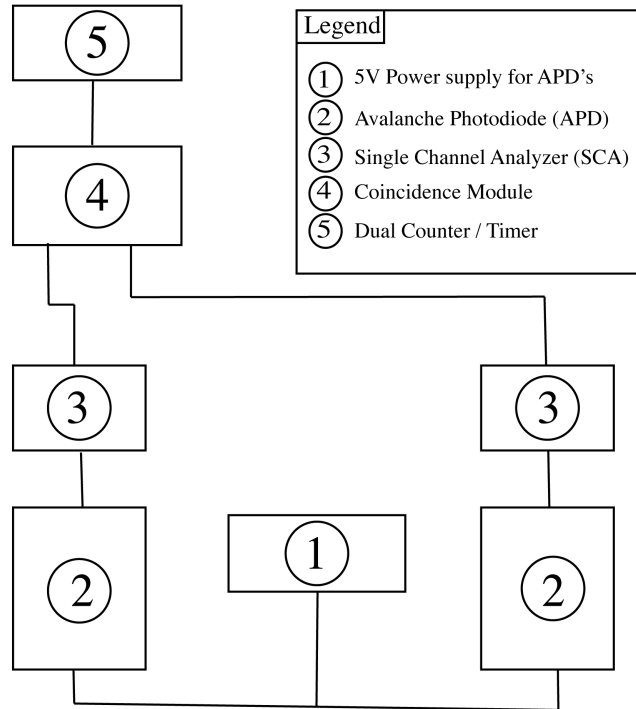 5
Legend
1 5V Power supply for APD's
2 Avalanche Photodiode (APD)
3 Single Channel Analyzer (SCA)
4 Coincidence Module
5 Dual Counter / Timer
4
3
3
1
2
2